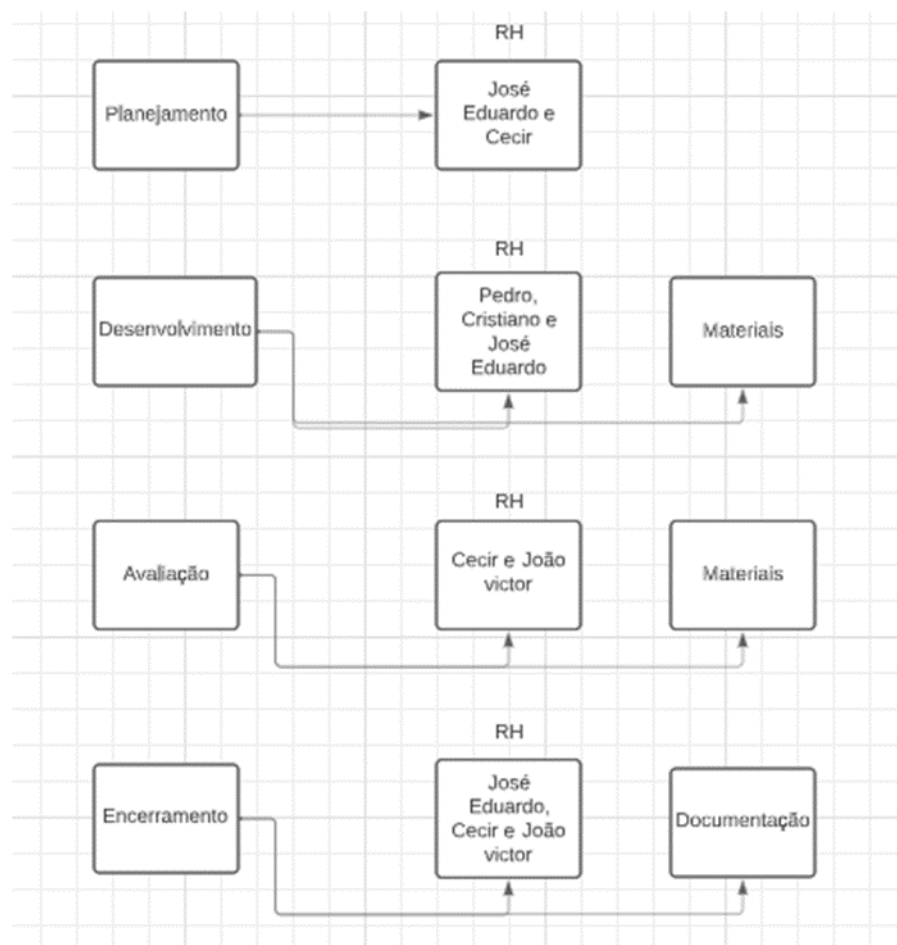 RH
Planejamento
José
Eduardo e
Cecir
RH
Desenvolvimento
Pedro,
Cristiano e
José
Eduardo
Materiais
RH
Avaliação
Cecir e João
victor
Materiais
RH
Encerramento
José
Eduardo,
Cecir e João
victor
Documentação